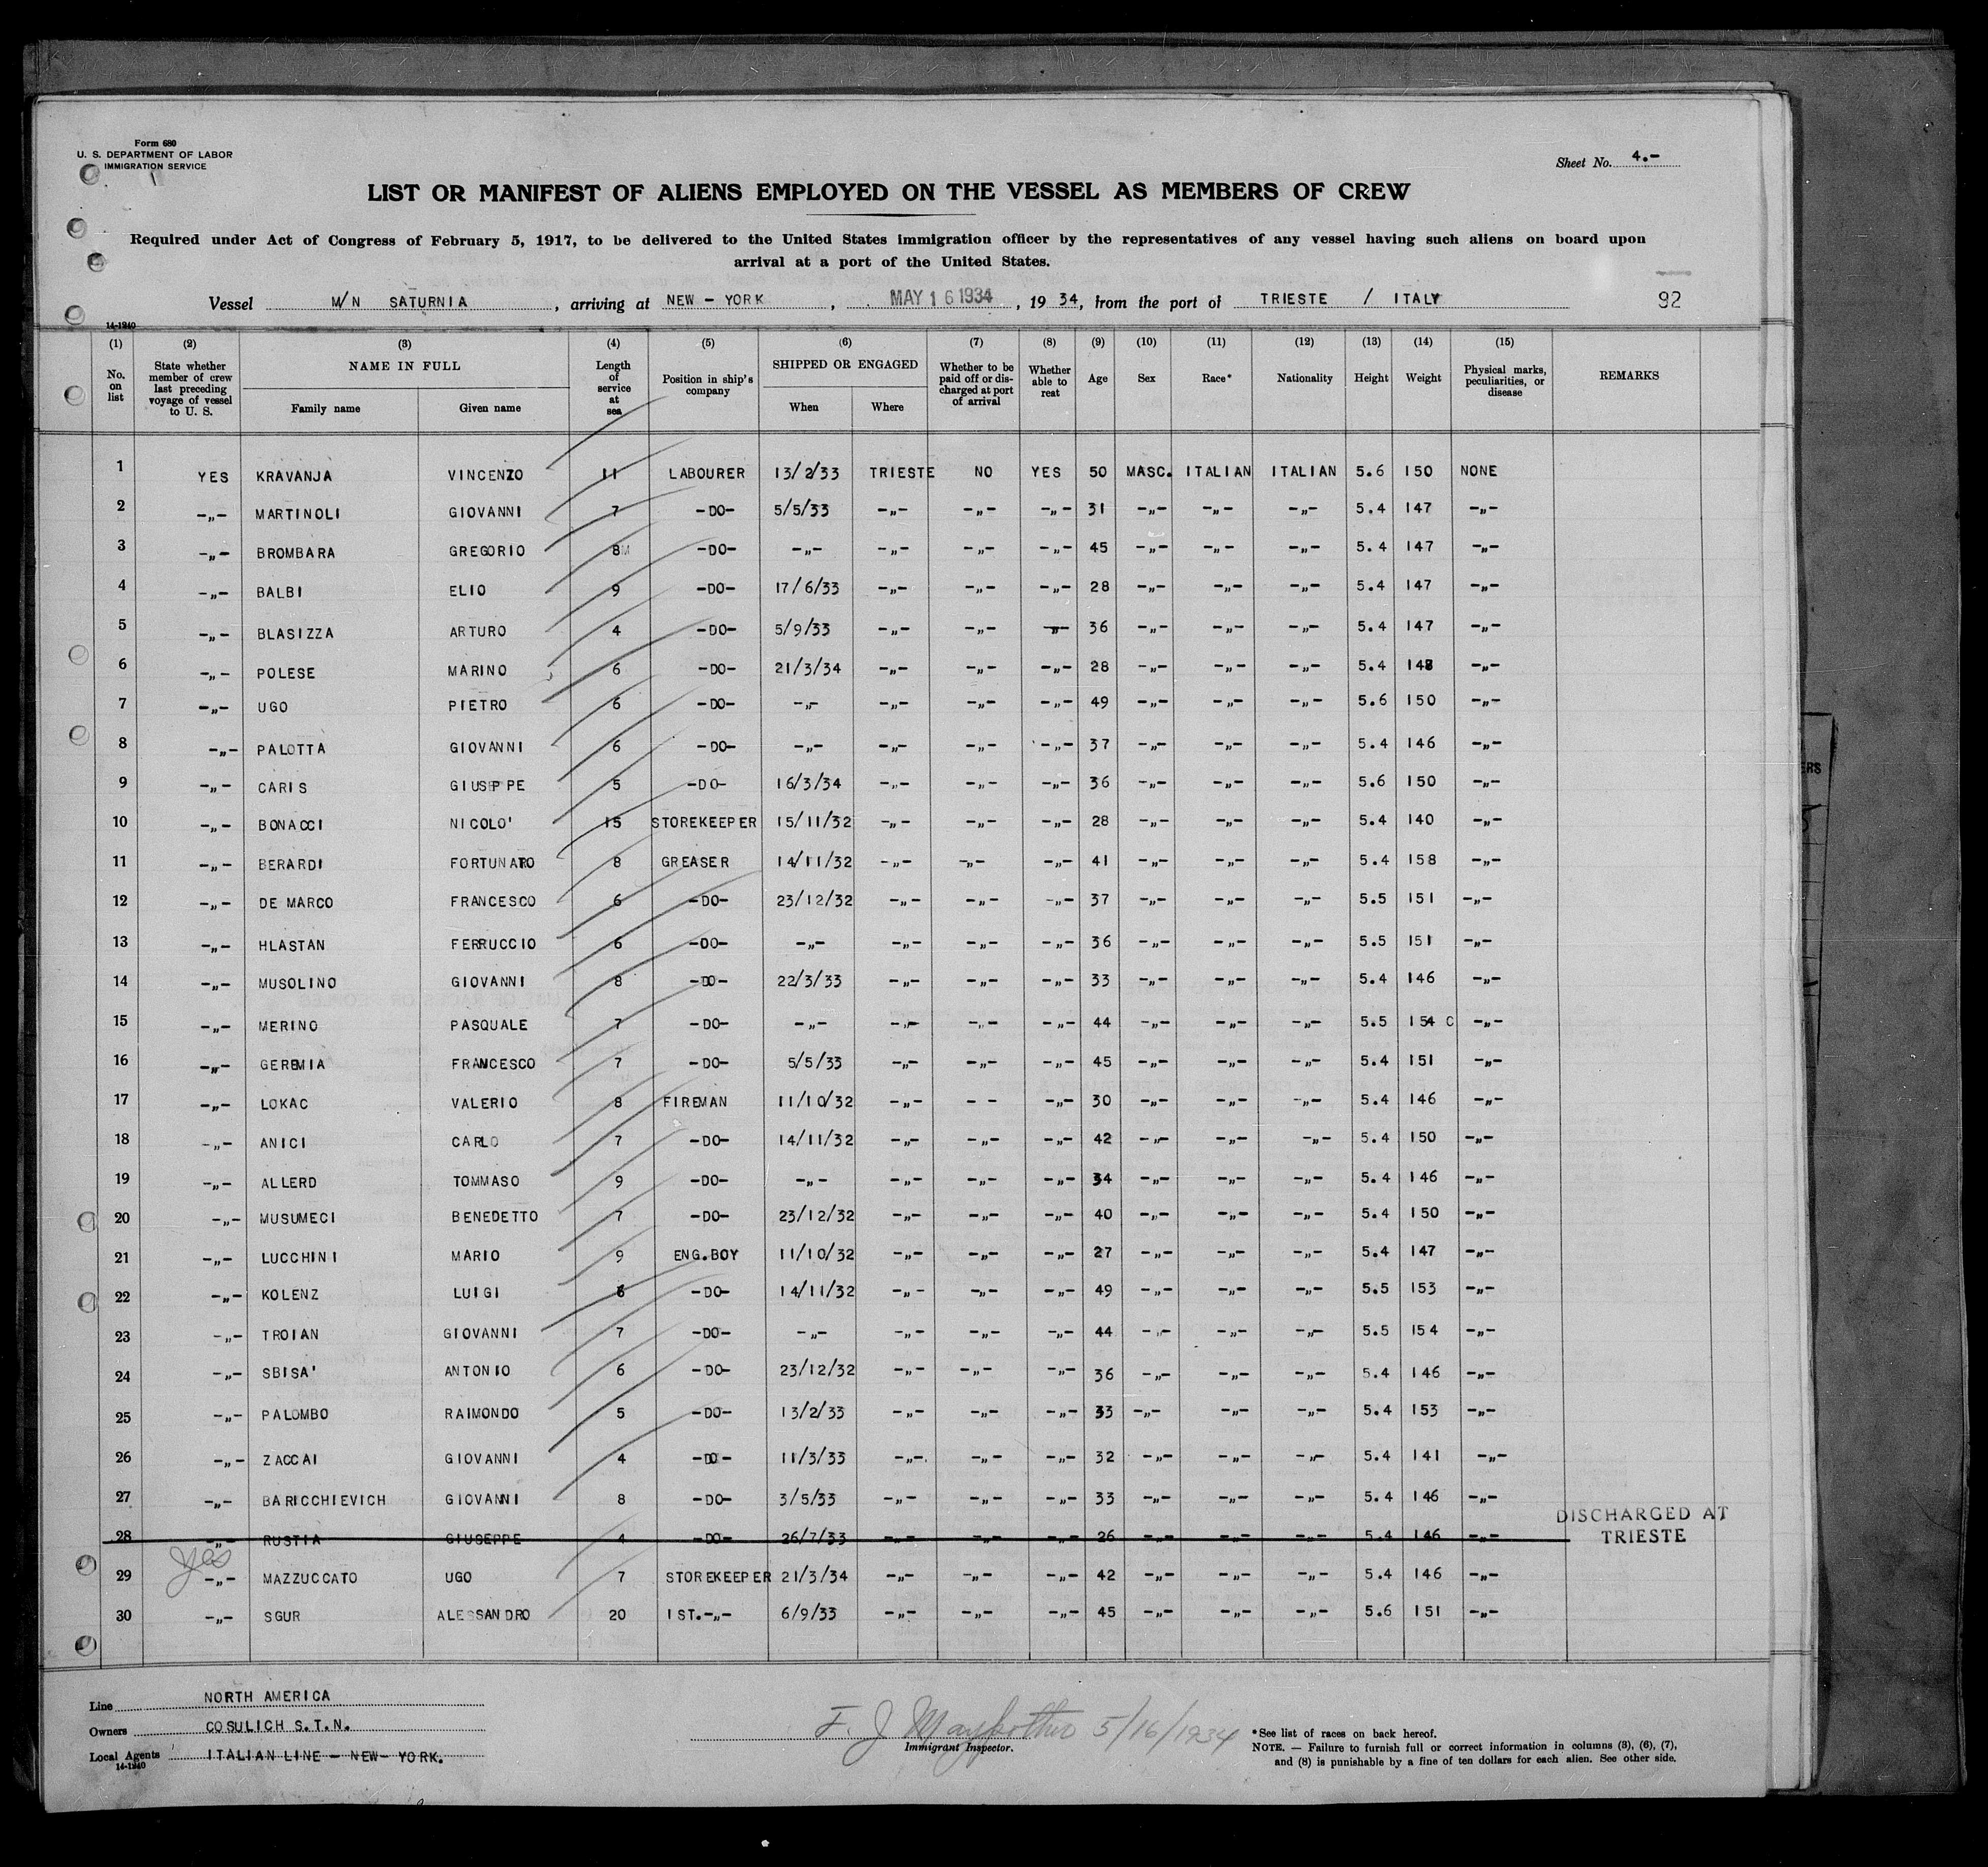 Form 680
U. S. DEPARTMENT OF LABOR
IMMIGRATION SERVICE
Sheet No. 4.-
LIST OR MANIFEST OF ALIENS EMPLOYED ON THE VESSEL AS MEMBERS OF CREW
Required under Act of Congress of February 5, 1917, to be delivered to the United States immigration officer by the representatives of any vessel having such aliens on board upon
arrival at a port of the United States.
Vessel M/N SATURNIA, arriving at NEW - YORK, MAY 16 1934, 19 34, from the port of TRIESTE / ITALY 92
14-1240
(1) (2) (3) (4) (5) (6) (7) (8) (9) (10) (11) (12) (13) (14) (15)
No. on list State whether member of crew last preceding voyage of vessel to U. S. NAME IN FULL Family name Given name Length of service at sea Position in ship's company SHIPPED OR ENGAGED When Where Whether to be paid off or discharged at port of arrival Whether able to reat Age Sex Race* Nationality Height Weight Physical marks, peculiarities, or disease REMARKS
1 YES KRAVANJA VINCENZO 11 LABOURER 13/2/33 TRIESTE NO YES 50 MASC. ITALIAN ITALIAN 5.6 150 NONE
2 -„- MARTINOLI GIOVANNI 7 -DO- 5/5/33 -„- -„- -„- 31 -„- -„- -„- 5.4 147 -„-
3 -„- BROMBARA GREGORIO 8 -DO- -„- -„- -„- -„- 45 -„- -„- -„- 5.4 147 -„-
4 -„- BALBI ELIO 9 -DO- 17/6/33 -„- -„- -„- 28 -„- -„- -„- 5.4 147 -„-
5 -„- BLASIZZA ARTURO 4 -DO- 5/9/33 -„- -„- -„- 36 -„- -„- -„- 5.4 147 -„-
6 -„- POLESE MARINO 6 -DO- 21/3/34 -„- -„- -„- 28 -„- -„- -„- 5.4 148 -„-
7 -„- UGO PIETRO 6 -DO- -„- -„- -„- -„- 49 -„- -„- -„- 5.6 150 -„-
8 -„- PALOTTA GIOVANNI 6 -DO- -„- -„- -„- -„- 37 -„- -„- -„- 5.4 146 -„-
9 -„- CARIS GIUSEPPE 5 -DO- 16/3/34 -„- -„- -„- 36 -„- -„- -„- 5.6 150 -„-
10 -„- BONACCI NICOLO' 15 STOREKEEPER 15/11/32 -„- -„- -„- 28 -„- -„- -„- 5.4 140 -„-
11 -„- BERARDI FORTUNATO 8 GREASER 14/11/32 -„- -„- -„- 41 -„- -„- -„- 5.4 158 -„-
12 -„- DE MARCO FRANCESCO 6 -DO- 23/12/32 -„- -„- -„- 37 -„- -„- -„- 5.5 151 -„-
13 -„- HLASTAN FERRUCCIO 6 -DO- -„- -„- -„- -„- 36 -„- -„- -„- 5.5 151 -„-
14 -„- MUSOLINO GIOVANNI 8 -DO- 22/3/33 -„- -„- -„- 33 -„- -„- -„- 5.4 146 -„-
15 -„- MERINO PASQUALE 7 -DO- -„- -„- -„- -„- 44 -„- -„- -„- 5.5 154 C -„-
16 -„- GEREMIA FRANCESCO 7 -DO- 5/5/33 -„- -„- -„- 45 -„- -„- -„- 5.4 151 -„-
17 -„- LOKAC VALERIO 8 FIREMAN 11/10/32 -„- - - -„- 30 -„- -„- -„- 5.4 146 -„-
18 -„- ANICI CARLO 7 -DO- 14/11/32 -„- -„- -„- 42 -„- -„- -„- 5.4 150 -„-
19 -„- ALLERD TOMMASO 9 -DO- -„- -„- -„- -„- 34 -„- -„- -„- 5.4 146 -„-
20 -„- MUSUMECI BENEDETTO 7 -DO- 23/12/32 -„- -„- -„- 40 -„- -„- -„- 5.4 150 -„-
21 -„- LUCCHINI MARIO 9 ENG.BOY 11/10/32 -„- -„- -„- 27 -„- -„- -„- 5.4 147 -„-
22 -„- KOLENZ LUIGI 6 -DO- 14/11/32 -„- -„- -„- 49 -„- -„- -„- 5.5 153 -„-
23 -„- TROIAN GIOVANNI 7 -DO- -„- -„- -„- -„- 44 -„- -„- -„- 5.5 154 -„-
24 -„- SBISA' ANTONIO 6 -DO- 23/12/32 -„- -„- -„- 36 -„- -„- -„- 5.4 146 -„-
25 -„- PALOMBO RAIMONDO 5 -DO- 13/2/33 -„- -„- -„- 33 -„- -„- -„- 5.4 153 -„-
26 -„- ZACCAI GIOVANNI 4 -DO- 11/3/33 -„- -„- -„- 32 -„- -„- -„- 5.4 141 -„-
27 -„- BARICCHIEVICH GIOVANNI 8 -DO- 3/5/33 -„- -„- -„- 33 -„- -„- -„- 5.4 146 -„-
28 -„- RUSTIA GIUSEPPE 4 -DO- 26/7/33 -„- -„- -„- 26 -„- -„- -„- 5.4 146 -„- DISCHARGED AT TRIESTE
yes
29 -„- MAZZUCCATO UGO 7 STOREKEEPER 21/3/34 -„- -„- -„- 42 -„- -„- -„- 5.4 146 -„-
30 -„- SGUR ALESSANDRO 20 1ST.-„- 6/9/33 -„- -„- -„- 45 -„- -„- -„- 5.6 151 -„-
Line NORTH AMERICA
Owners COSULICH S.T.N.
Local Agents ITALIAN LINE - NEW- YORK.
14-1240
F. J. 5/16/1934
Immigrant Inspector.
*See list of races on back hereof.
NOTE. — Failure to furnish full or correct information in columns (3), (6), (7),
and (8) is punishable by a fine of ten dollars for each alien. See other side.